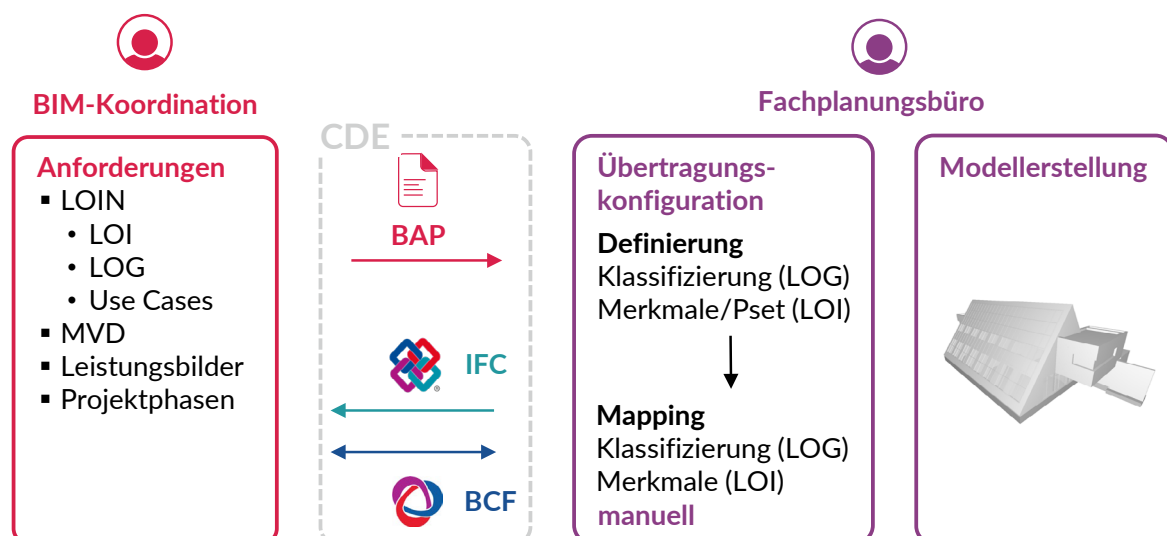 BIM-Koordination
Anforderungen
▪ LOIN
• LOI
• LOG
• Use Cases
▪ MVD
▪ Leistungsbilder
▪ Projektphasen
CDE
BAP
IFC
®
BCF
Fachplanungsbüro
Übertragungs-
konfiguration
Definierung
Klassifizierung (LOG)
Merkmale/Pset (LOI)
Mapping
Klassifizierung (LOG)
Merkmale (LOI)
manuell
Modellerstellung